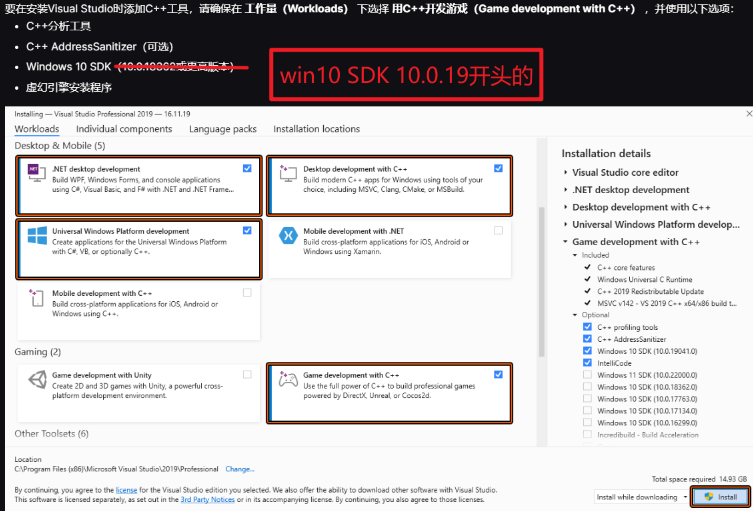 要在安装Visual Studio时添加C++工具，请确保在 工作量（Workloads） 下选择 用C++开发游戏（Game development with C++） ，并使用以下选项：
• C++分析工具
• C++ AddressSanitizer（可选）
• Windows 10 SDK（10.0.18362或更高版本）
win10 SDK 10.0.19开头的
• 虚幻引擎安装程序
Installing — Visual Studio Professional 2019 — 16.11.19
Workloads Individual components Language packs Installation locations
Desktop & Mobile (5)
.NET desktop development
Build WPF, Windows Forms, and console applications
using C#, Visual Basic, and F# with .NET and .NET Frame...
Desktop development with C++
Build modern C++ apps for Windows using tools of your
choice, including MSVC, Clang, CMake, or MSBuild.
Universal Windows Platform development
Create applications for the Universal Windows Platform
with C#, VB, or optionally C++.
Mobile development with .NET
Build cross-platform applications for iOS, Android or
Windows using Xamarin.
Mobile development with C++
Build cross-platform applications for iOS, Android or
Windows using C++.
Gaming (2)
Game development with Unity
Create 2D and 3D games with Unity, a powerful cross-
platform development environment.
Game development with C++
Use the full power of C++ to build professional games
powered by DirectX, Unreal, or Cocos2d.
Other Toolsets (6)
Installation details
Visual Studio core editor
.NET desktop development
Desktop development with C++
Universal Windows Platform develop...
Game development with C++
Included
C++ core features
Windows Universal C Runtime
C++ 2019 Redistributable Update
MSVC v142 - VS 2019 C++ x64/x86 build t...
Optional
C++ profiling tools
C++ AddressSanitizer
Windows 10 SDK (10.0.19041.0)
IntelliCode
Windows 11 SDK (10.0.22000.0)
Windows 10 SDK (10.0.18362.0)
Windows 10 SDK (10.0.17763.0)
Windows 10 SDK (10.0.17134.0)
Windows 10 SDK (10.0.16299.0)
Incredibuild - Build Acceleration
Location
C:\Program Files (x86)\Microsoft Visual Studio\2019\Professional Change...
By continuing, you agree to the license for the Visual Studio edition you selected. We also offer the ability to download other software with Visual Studio.
This software is licensed separately, as set out in the 3rd Party Notices or in its accompanying license. By continuing, you also agree to those licenses.
Total space required 14.93 GB
Install while downloading Install